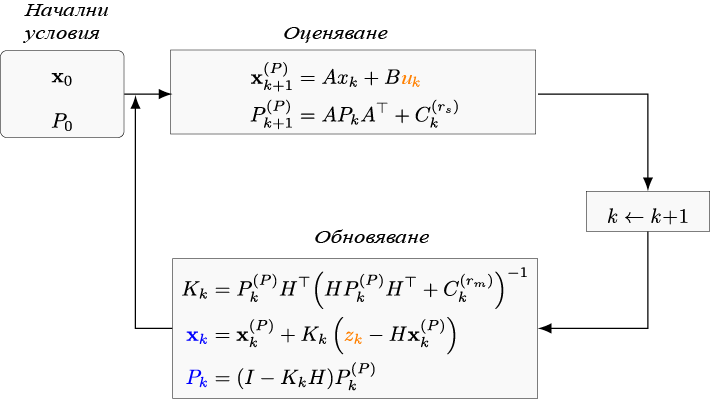 Начални
условия
𝐱₀
P₀
Оценяване
𝐱_{k+1}^{(P)} = Ax_k + Bu_k
P_{k+1}^{(P)} = AP_kA^⊤ + C_k^{(r_s)}
k ← k+1
Обновяване
K_k = P_k^{(P)}H^⊤(HP_k^{(P)}H^⊤ + C_k^{(r_m)})^{−1}
𝐱_k = 𝐱_k^{(P)} + K_k(z_k − H𝐱_k^{(P)})
P_k = (I − K_kH)P_k^{(P)}